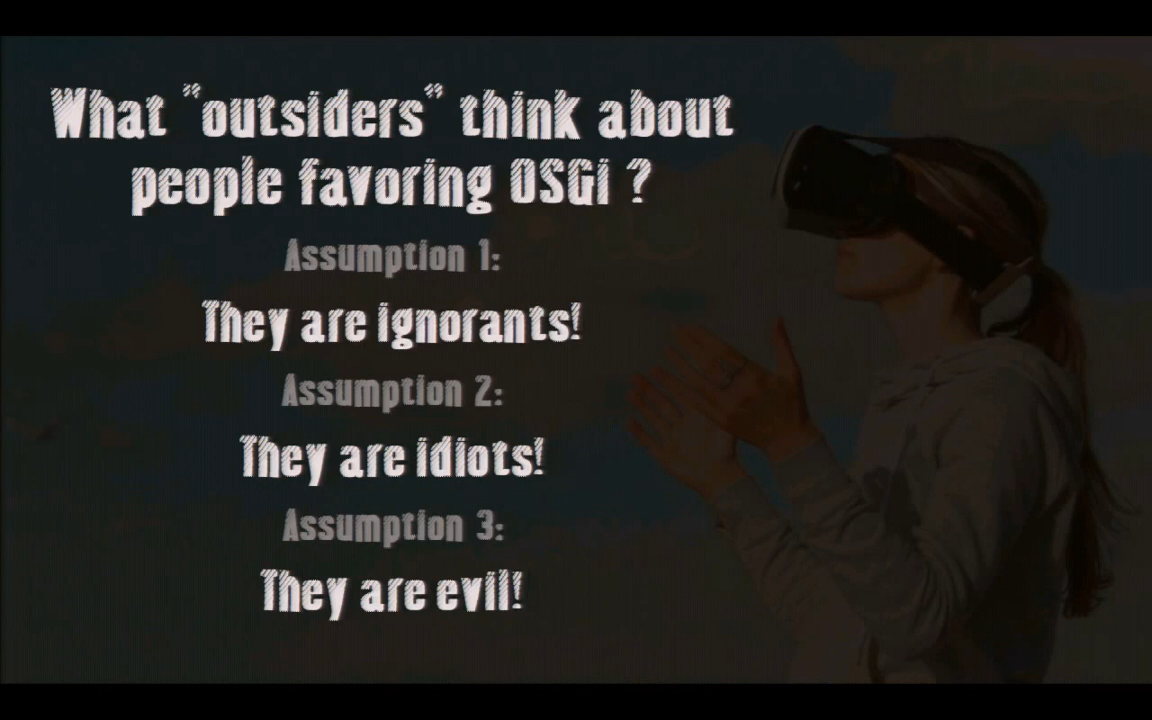 What "outsiders" think about
people favoring OSGi ?
Assumption 1:
They are ignorants!
Assumption 2:
They are idiots!
Assumption 3:
They are evil!